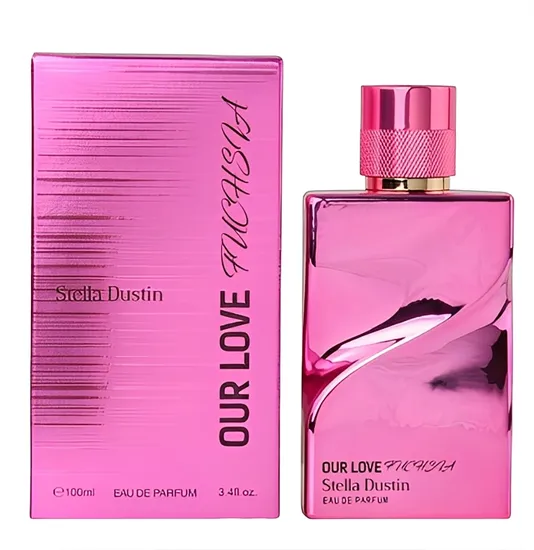 Stella Dustin
OUR LOVE FUCHSIA
℮100ml EAU DE PARFUM 3.4fl.oz.
OUR LOVE FUCHSIA
Stella Dustin
EAU DE PARFUM